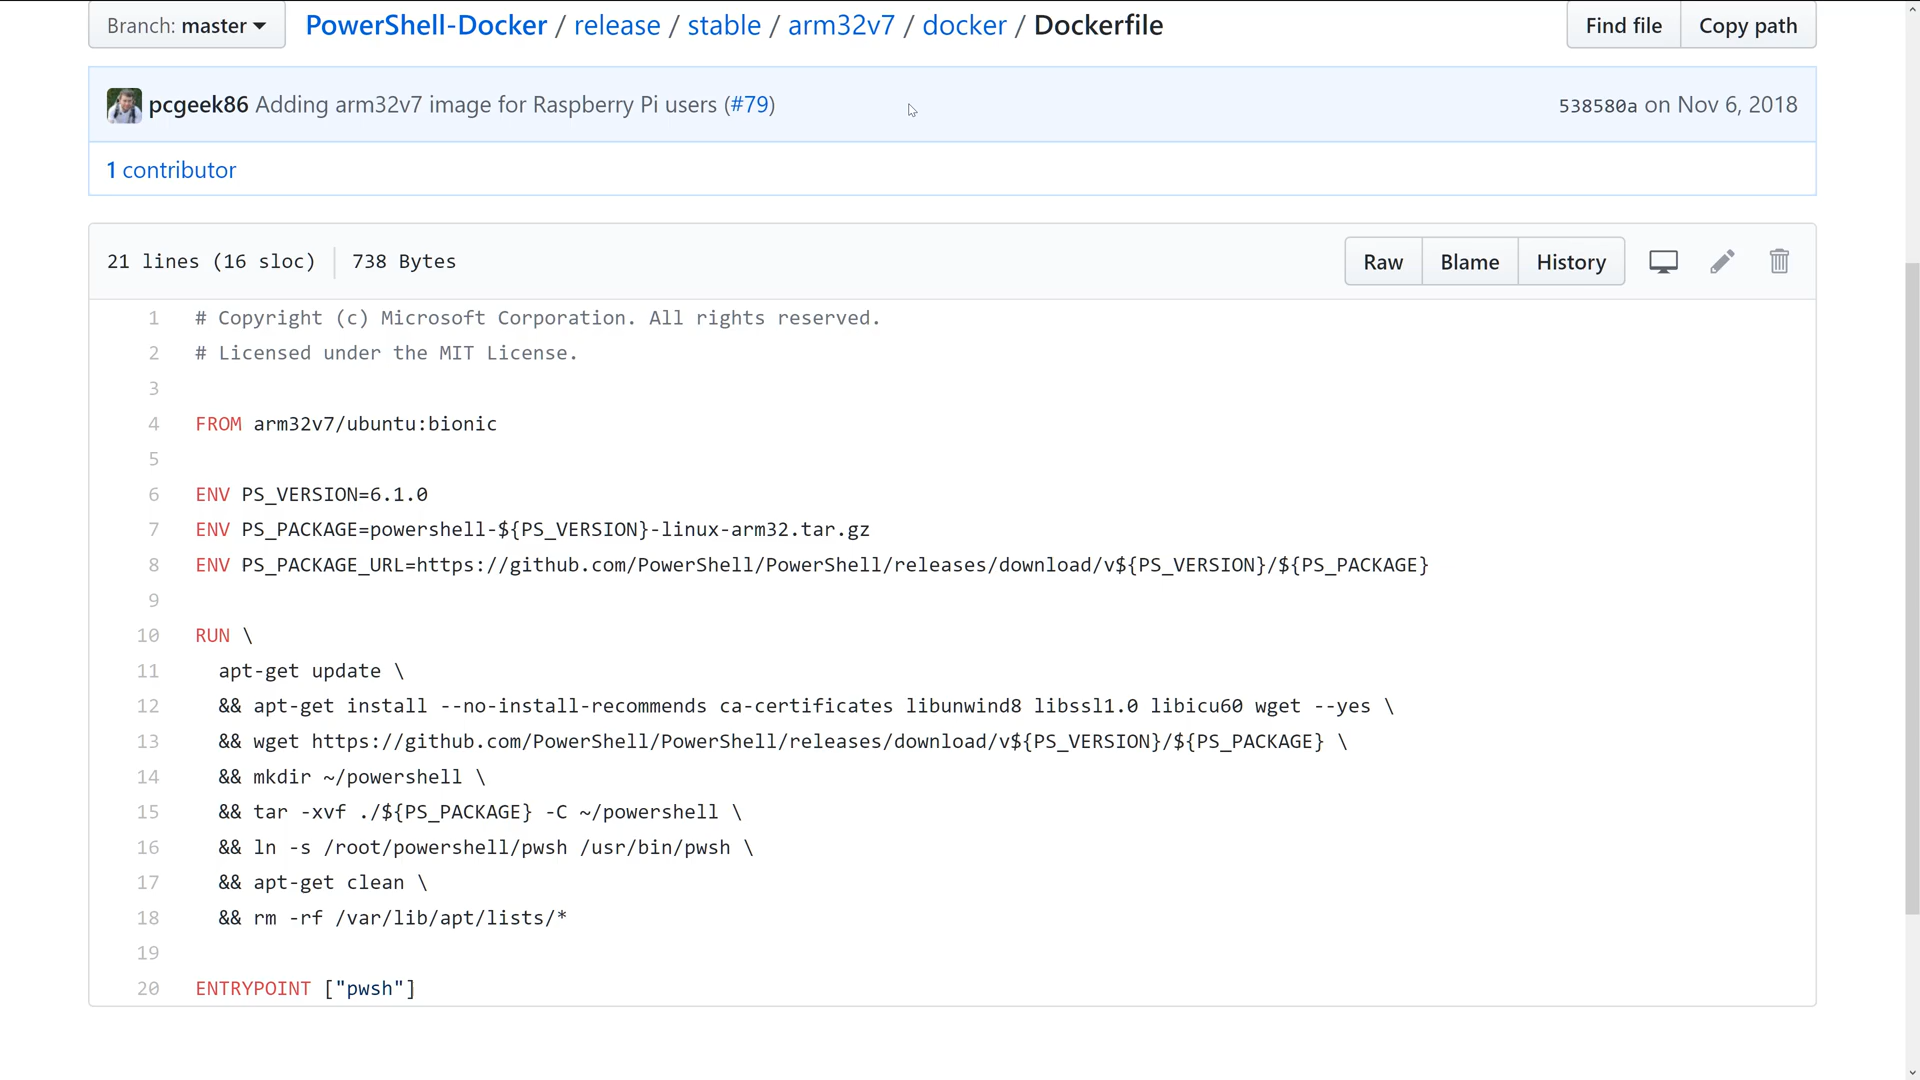 Branch: master PowerShell-Docker / release / stable / arm32v7 / docker / Dockerfile Find file Copy path
pcgeek86 Adding arm32v7 image for Raspberry Pi users (#79) 538580a on Nov 6, 2018
1 contributor
21 lines (16 sloc) 738 Bytes Raw Blame History
1 # Copyright (c) Microsoft Corporation. All rights reserved.
2 # Licensed under the MIT License.
3
4 FROM arm32v7/ubuntu:bionic
5
6 ENV PS_VERSION=6.1.0
7 ENV PS_PACKAGE=powershell-${PS_VERSION}-linux-arm32.tar.gz
8 ENV PS_PACKAGE_URL=https://github.com/PowerShell/PowerShell/releases/download/v${PS_VERSION}/${PS_PACKAGE}
9
10 RUN \
11 apt-get update \
12 && apt-get install --no-install-recommends ca-certificates libunwind8 libssl1.0 libicu60 wget --yes \
13 && wget https://github.com/PowerShell/PowerShell/releases/download/v${PS_VERSION}/${PS_PACKAGE} \
14 && mkdir ~/powershell \
15 && tar -xvf ./${PS_PACKAGE} -C ~/powershell \
16 && ln -s /root/powershell/pwsh /usr/bin/pwsh \
17 && apt-get clean \
18 && rm -rf /var/lib/apt/lists/*
19
20 ENTRYPOINT ["pwsh"]